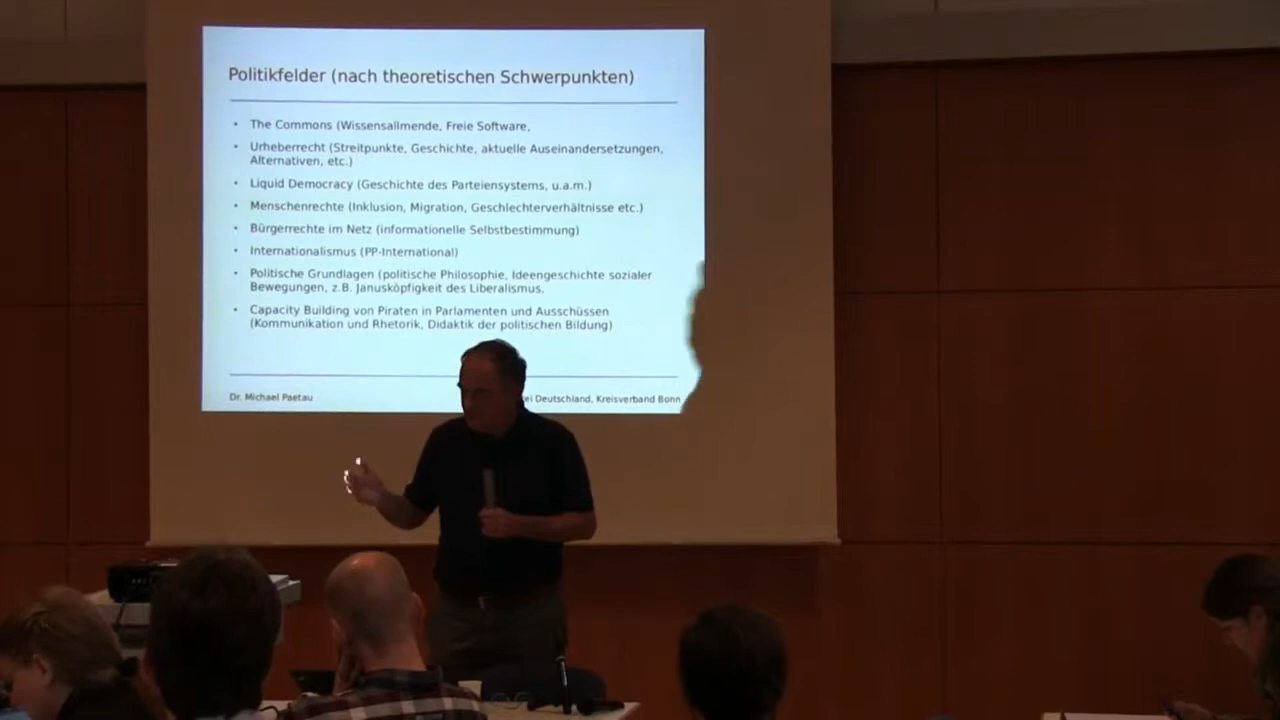 Politikfelder (nach theoretischen Schwerpunkten)
• The Commons (Wissensallmende, Freie Software,
• Urheberrecht (Streitpunkte, Geschichte, aktuelle Auseinandersetzungen,
Alternativen, etc.)
• Liquid Democracy (Geschichte des Parteiensystems, u.a.m.)
• Menschenrechte (Inklusion, Migration, Geschlechterverhältnisse etc.)
• Bürgerrechte im Netz (informationelle Selbstbestimmung)
• Internationalismus (PP-International)
• Politische Grundlagen (politische Philosophie, Ideengeschichte sozialer
Bewegungen, z.B. Janusköpfigkeit des Liberalismus,
• Capacity Building von Piraten in Parlamenten und Ausschüssen
(Kommunikation und Rhetorik, Didaktik der politischen Bildung)
Dr. Michael Paetau
ei Deutschland, Kreisverband Bonn